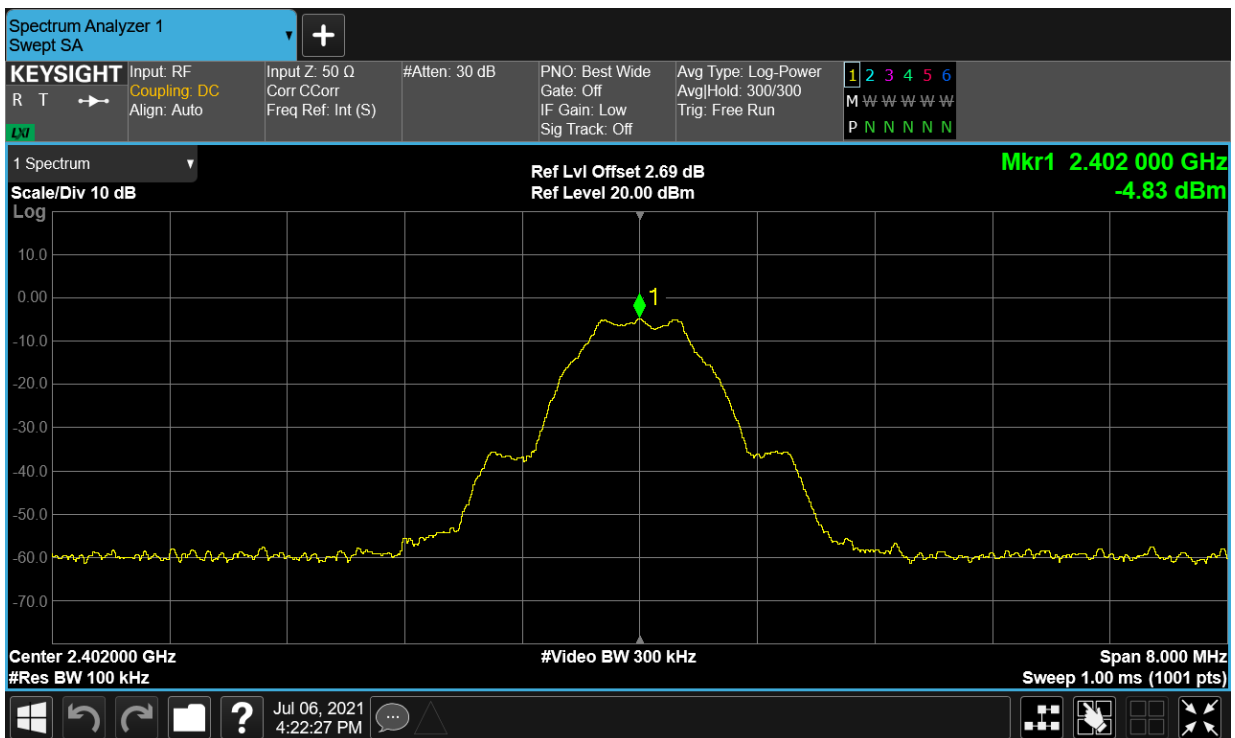 Spectrum Analyzer 1
Swept SA
KEYSIGHT
R T
LXI
Input: RF
Coupling: DC
Align: Auto
Input Z: 50 Ω
Corr CCorr
Freq Ref: Int (S)
#Atten: 30 dB
PNO: Best Wide
Gate: Off
IF Gain: Low
Sig Track: Off
Avg Type: Log-Power
Avg|Hold: 300/300
Trig: Free Run
1 2 3 4 5 6
M W W W W W
P N N N N N
1 Spectrum
Scale/Div 10 dB
Ref Lvl Offset 2.69 dB
Ref Level 20.00 dBm
Mkr1 2.402 000 GHz
-4.83 dBm
Log
10.0
0.00
1
-10.0
-20.0
-30.0
-40.0
-50.0
-60.0
-70.0
Center 2.402000 GHz
#Video BW 300 kHz
Span 8.000 MHz
#Res BW 100 kHz
Sweep 1.00 ms (1001 pts)
?
Jul 06, 2021
4:22:27 PM